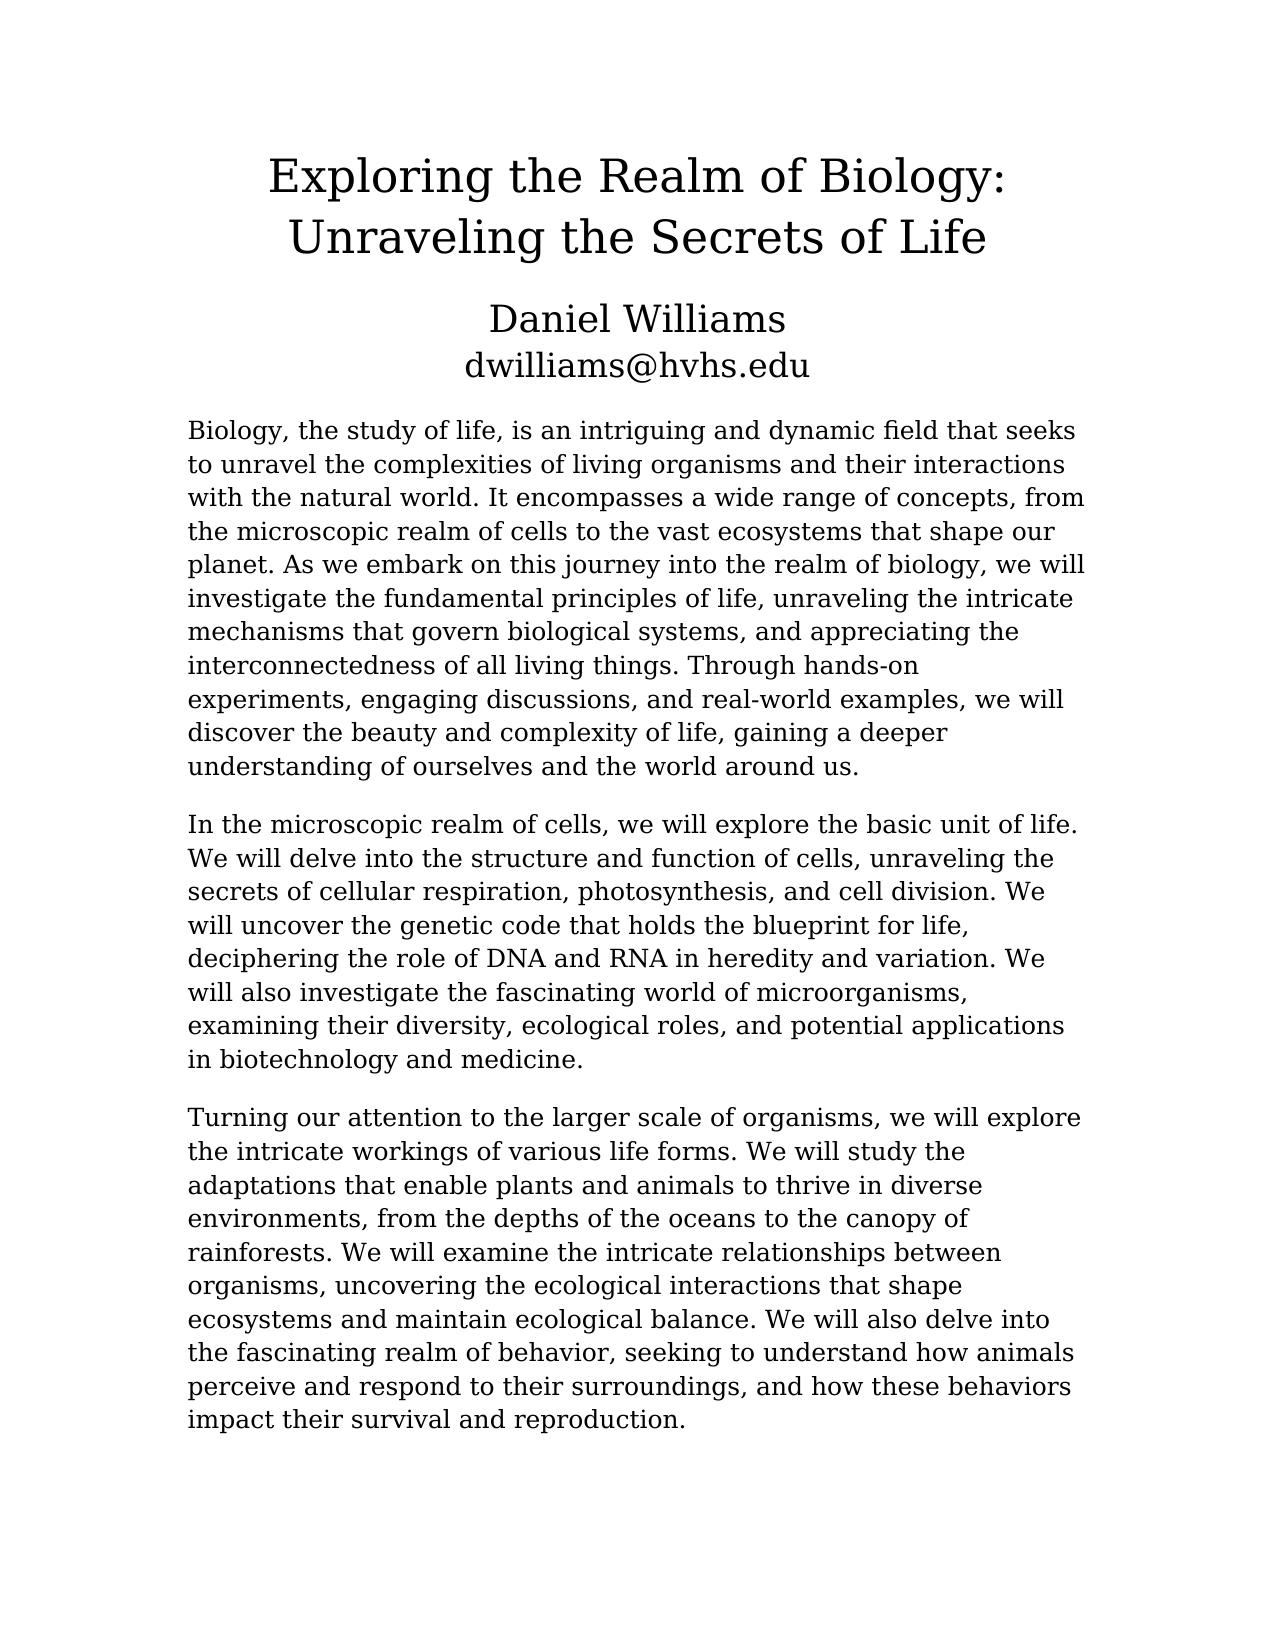 Exploring the Realm of Biology:
Unraveling the Secrets of Life
Daniel Williams
dwilliams@hvhs.edu
Biology, the study of life, is an intriguing and dynamic field that seeks
to unravel the complexities of living organisms and their interactions
with the natural world. It encompasses a wide range of concepts, from
the microscopic realm of cells to the vast ecosystems that shape our
planet. As we embark on this journey into the realm of biology, we will
investigate the fundamental principles of life, unraveling the intricate
mechanisms that govern biological systems, and appreciating the
interconnectedness of all living things. Through hands-on
experiments, engaging discussions, and real-world examples, we will
discover the beauty and complexity of life, gaining a deeper
understanding of ourselves and the world around us.
In the microscopic realm of cells, we will explore the basic unit of life.
We will delve into the structure and function of cells, unraveling the
secrets of cellular respiration, photosynthesis, and cell division. We
will uncover the genetic code that holds the blueprint for life,
deciphering the role of DNA and RNA in heredity and variation. We
will also investigate the fascinating world of microorganisms,
examining their diversity, ecological roles, and potential applications
in biotechnology and medicine.
Turning our attention to the larger scale of organisms, we will explore
the intricate workings of various life forms. We will study the
adaptations that enable plants and animals to thrive in diverse
environments, from the depths of the oceans to the canopy of
rainforests. We will examine the intricate relationships between
organisms, uncovering the ecological interactions that shape
ecosystems and maintain ecological balance. We will also delve into
the fascinating realm of behavior, seeking to understand how animals
perceive and respond to their surroundings, and how these behaviors
impact their survival and reproduction.